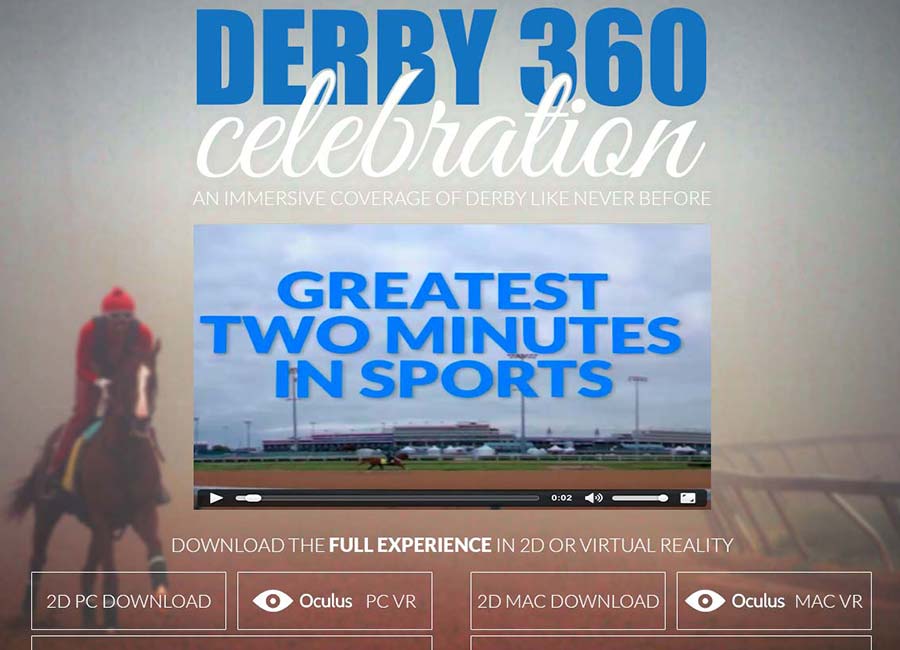 DERBY 360
celebration
AN IMMERSIVE COVERAGE OF DERBY LIKE NEVER BEFORE
GREATEST
TWO MINUTES
IN SPORTS
0:02
DOWNLOAD THE FULL EXPERIENCE IN 2D OR VIRTUAL REALITY
2D PC DOWNLOAD
Oculus PC VR
2D MAC DOWNLOAD
Oculus MAC VR